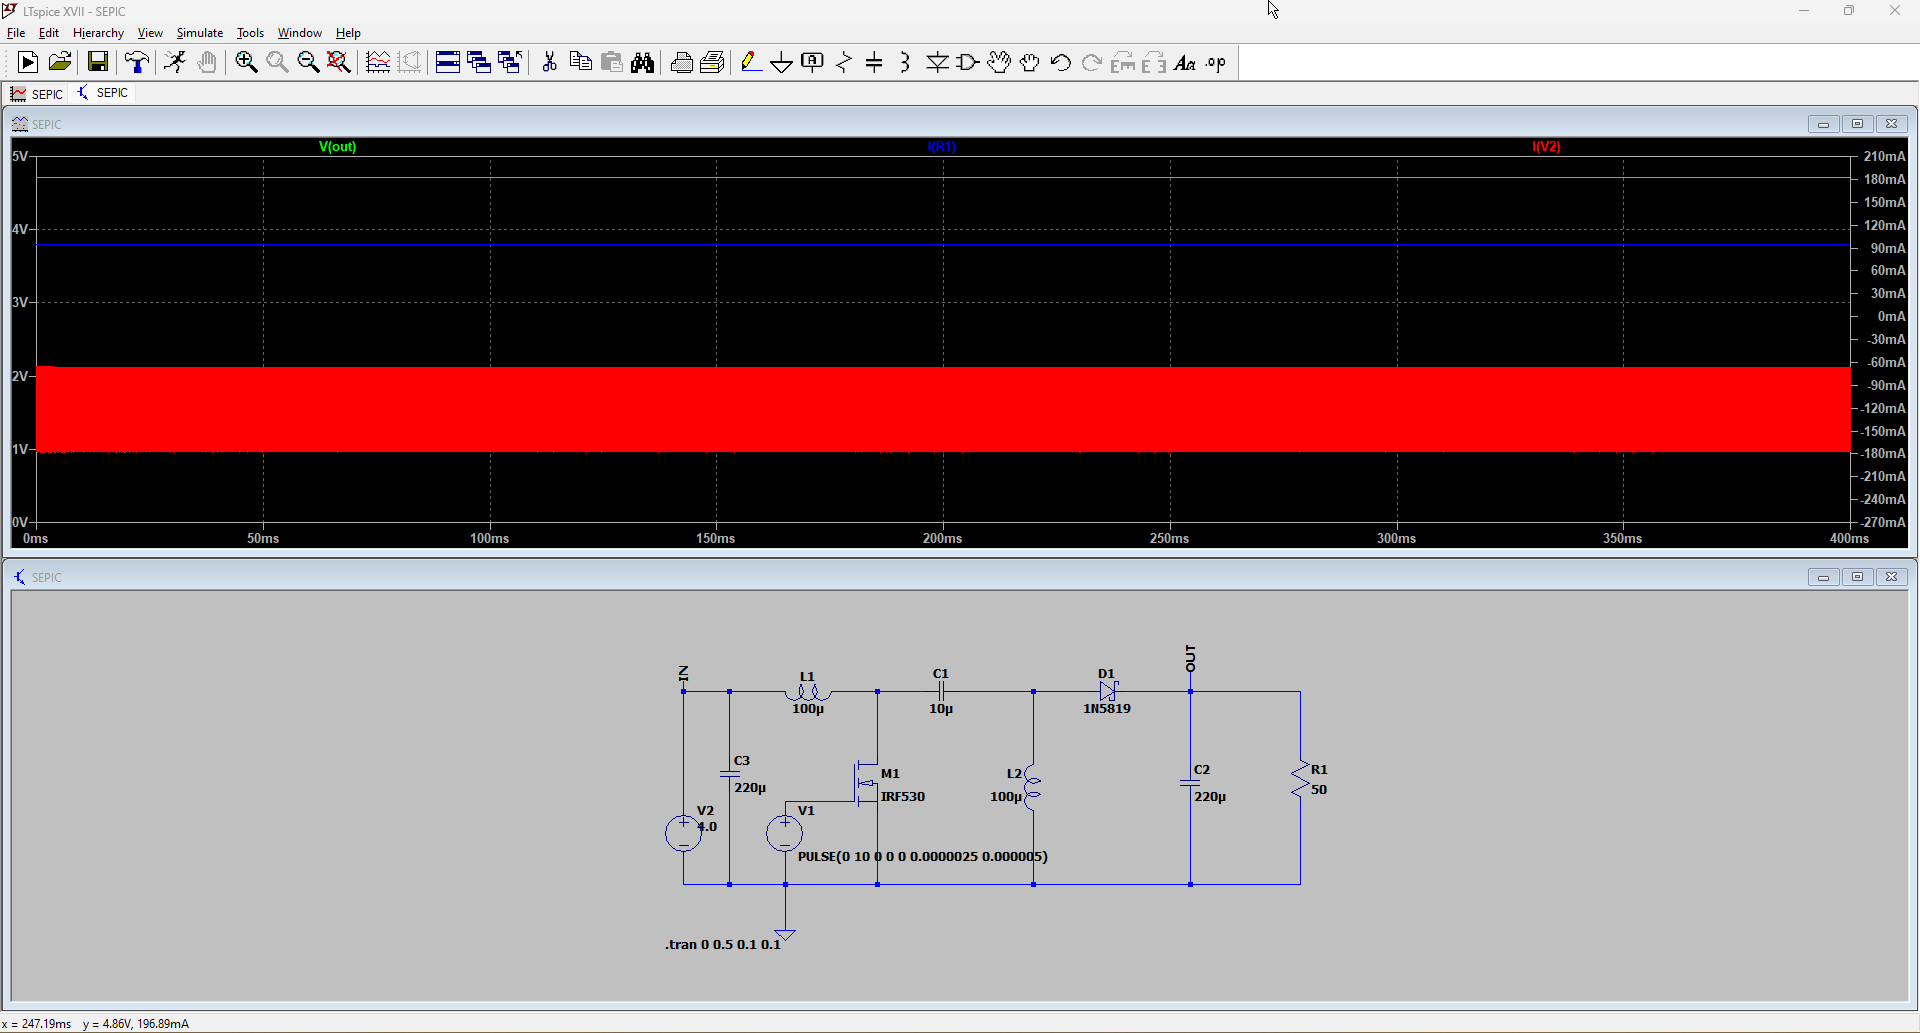 LTspice XVII - SEPIC
File Edit Hierarchy View Simulate Tools Window Help
A Aa .op
SEPIC SEPIC
SEPIC
V(out) I(R1) I(V2)
5V 210mA
180mA
150mA
4V 120mA
90mA
60mA
3V 30mA
0mA
-30mA
2V -60mA
-90mA
-120mA
1V -150mA
-180mA
-210mA
-240mA
0V -270mA
0ms 50ms 100ms 150ms 200ms 250ms 300ms 350ms 400ms
SEPIC
IN L1 C1 D1 OUT
100µ 10µ 1N5819
C3 M1 L2 C2 R1
220µ IRF530 100µ 220µ 50
V2 V1
4.0
PULSE(0 10 0 0 0 0.0000025 0.000005)
.tran 0 0.5 0.1 0.1
x = 247.19ms y = 4.86V, 196.89mA